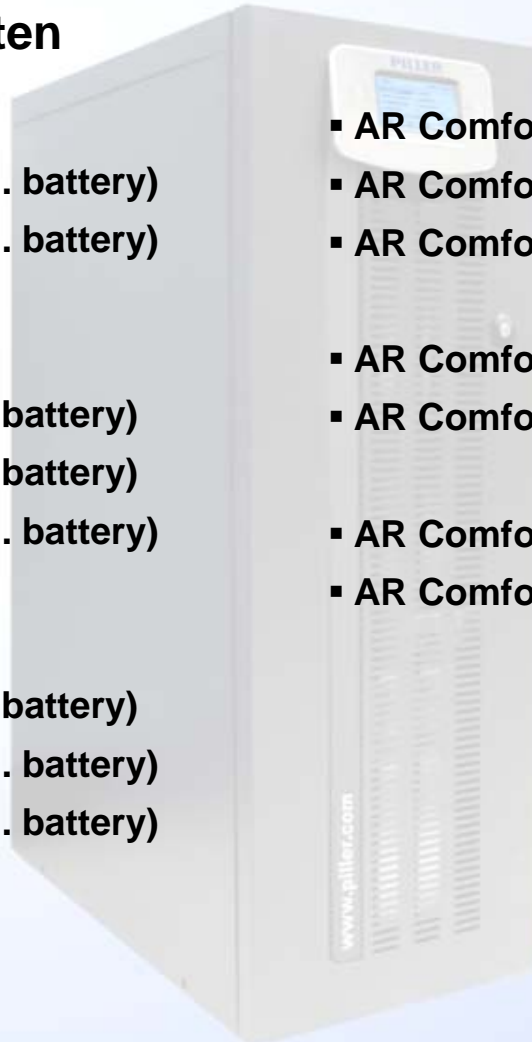 ten
. battery)
. battery)
battery)
battery)
. battery)
battery)
. battery)
. battery)
PILLER
▪ AR Comfo
▪ AR Comfo
▪ AR Comfo
▪ AR Comfo
▪ AR Comfo
▪ AR Comfo
▪ AR Comfo
www.piller.com